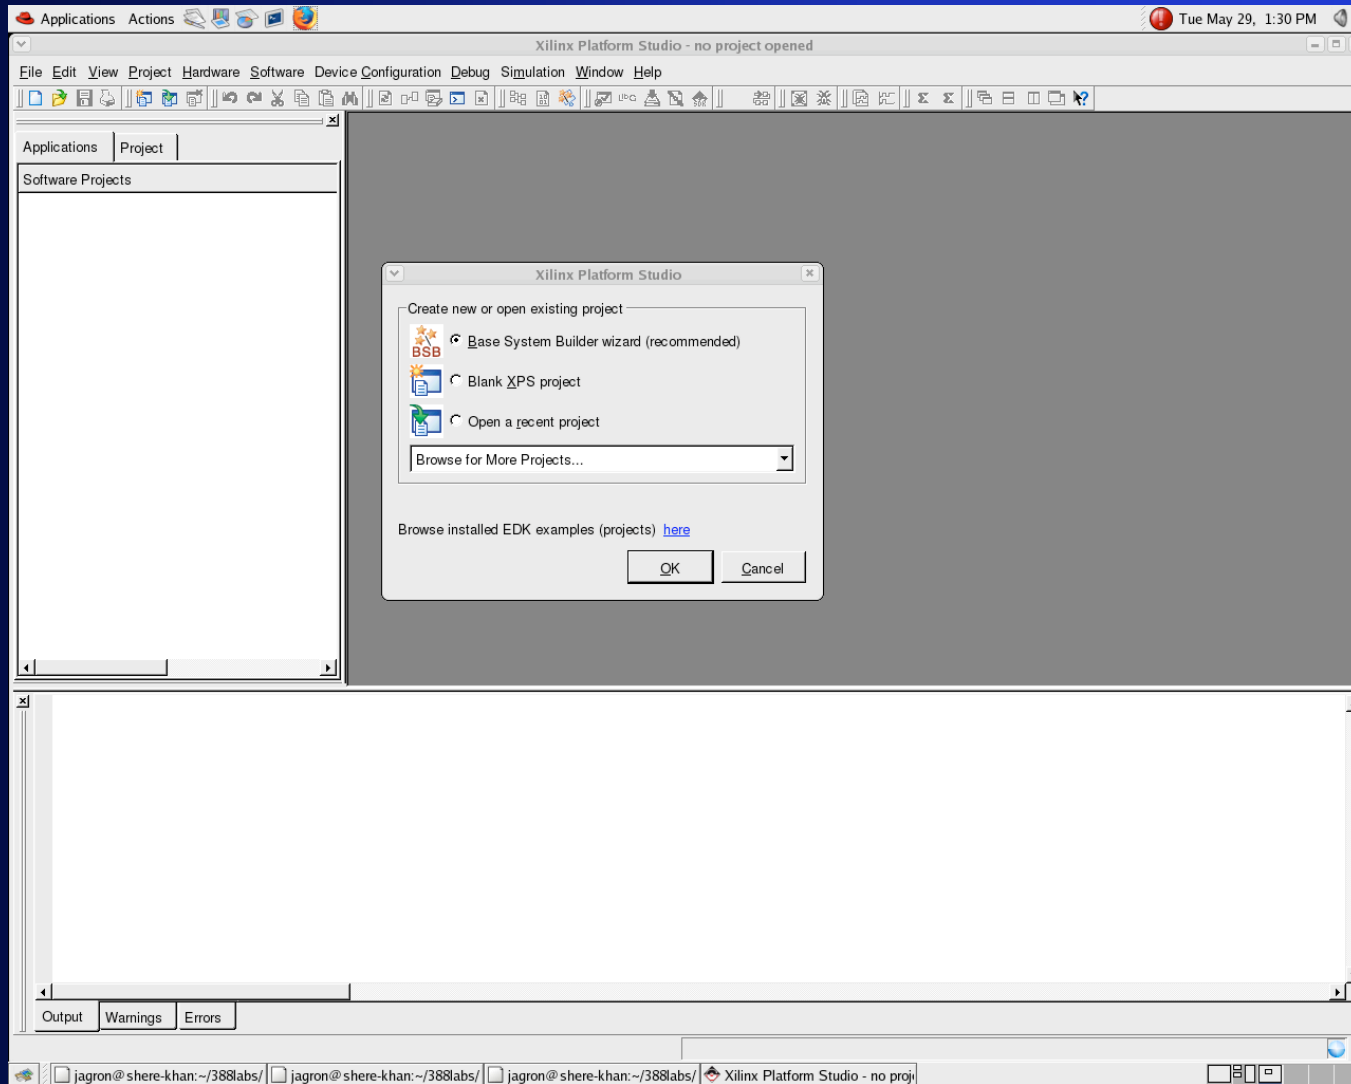 Applications Actions Tue May 29, 1:30 PM
Xilinx Platform Studio - no project opened
File Edit View Project Hardware Software Device Configuration Debug Simulation Window Help
Applications Project
Software Projects
Xilinx Platform Studio
Create new or open existing project
BSB Base System Builder wizard (recommended)
Blank XPS project
Open a recent project
Browse for More Projects...
Browse installed EDK examples (projects) here
OK Cancel
Output Warnings Errors
jagron@shere-khan:~/388labs/ jagron@shere-khan:~/388labs/ jagron@shere-khan:~/388labs/ Xilinx Platform Studio - no proj